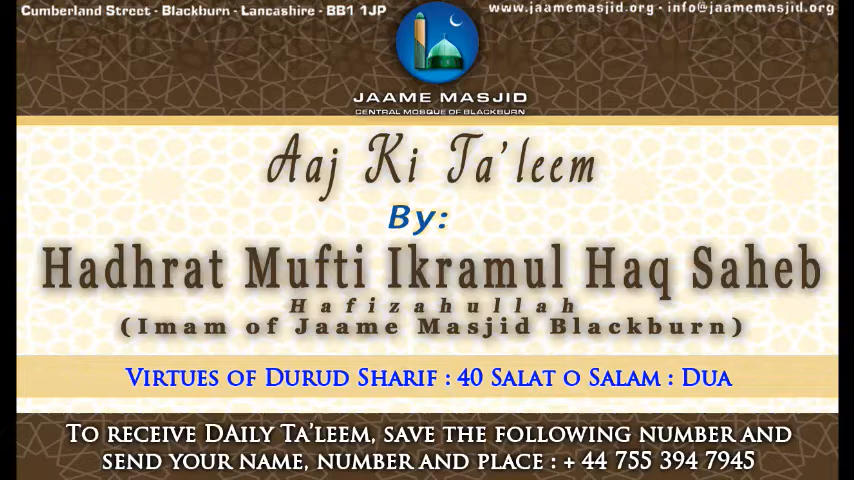 Cumberland Street - Blackburn - Lancashire - BB1 1JP
www.jaamemasjid.org - info@jaamemasjid.org
JAAME MASJID
CENTRAL MOSQUE OF BLACKBURN
Aaj Ki Ta'leem
By:
Hadhrat Mufti Ikramul Haq Saheb
Hafizahullah
(Imam of Jaame Masjid Blackburn)
Virtues of Durud Sharif : 40 Salat o Salam : Dua
To receive DAily Ta'leem, save the following number and
send your name, number and place : + 44 755 394 7945